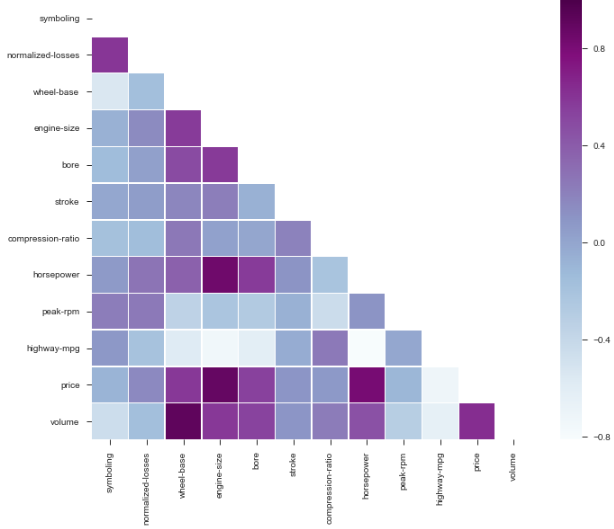 symboling
normalized-losses
wheel-base
engine-size
bore
stroke
compression-ratio
horsepower
peak-rpm
highway-mpg
price
volume
symboling
normalized-losses
wheel-base
engine-size
bore
stroke
compression-ratio
horsepower
peak-rpm
highway-mpg
price
volume
0.8
0.4
0.0
−0.4
−0.8